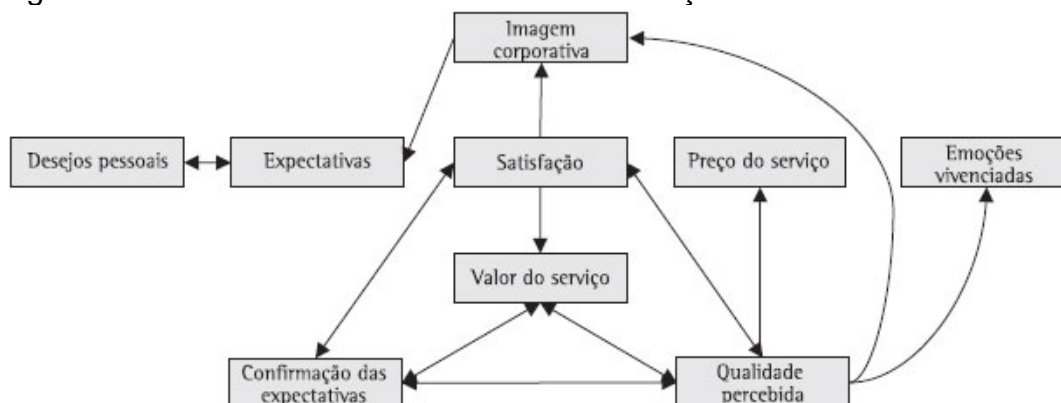 Imagem
corporativa
Desejos pessoais
Expectativas
Satisfação
Preço do serviço
Emoções
vivenciadas
Valor do serviço
Confirmação das
expectativas
Qualidade
percebida